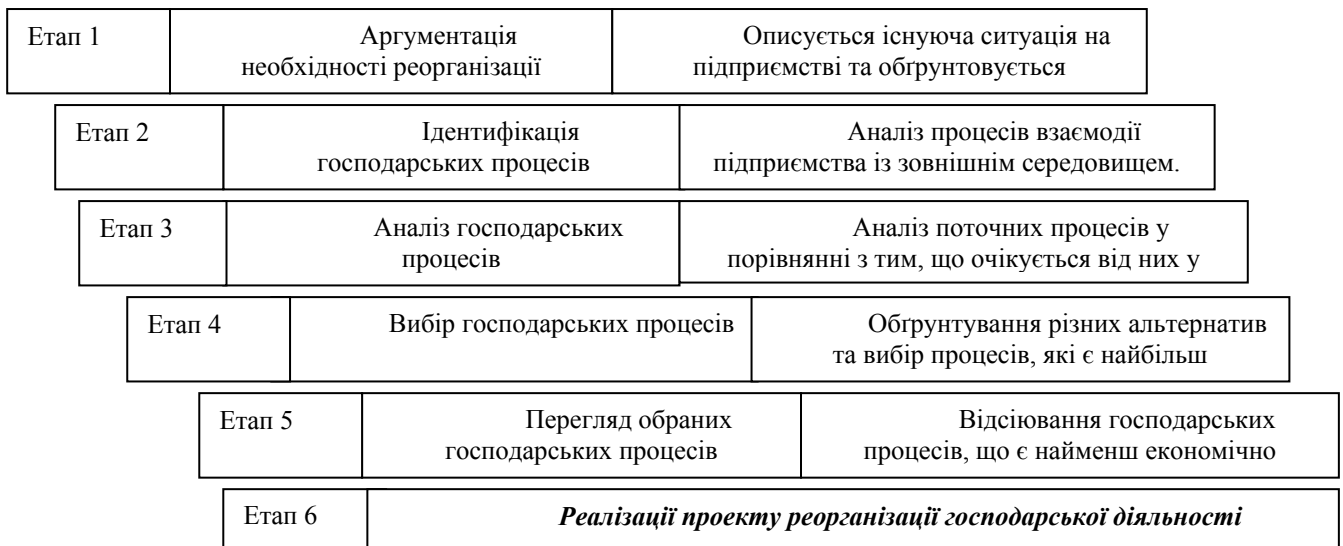 Етап 1
Аргументація
необхідності реорганізації
Описується існуюча ситуація на
підприємстві та обґрунтовується
Етап 2
Ідентифікація
господарських процесів
Аналіз процесів взаємодії
підприємства із зовнішнім середовищем.
Етап 3
Аналіз господарських
процесів
Аналіз поточних процесів у
порівнянні з тим, що очікується від них у
Етап 4
Вибір господарських процесів
Обґрунтування різних альтернатив
та вибір процесів, які є найбільш
Етап 5
Перегляд обраних
господарських процесів
Відсіювання господарських
процесів, що є найменш економічно
Етап 6
Реалізації проекту реорганізації господарської діяльності